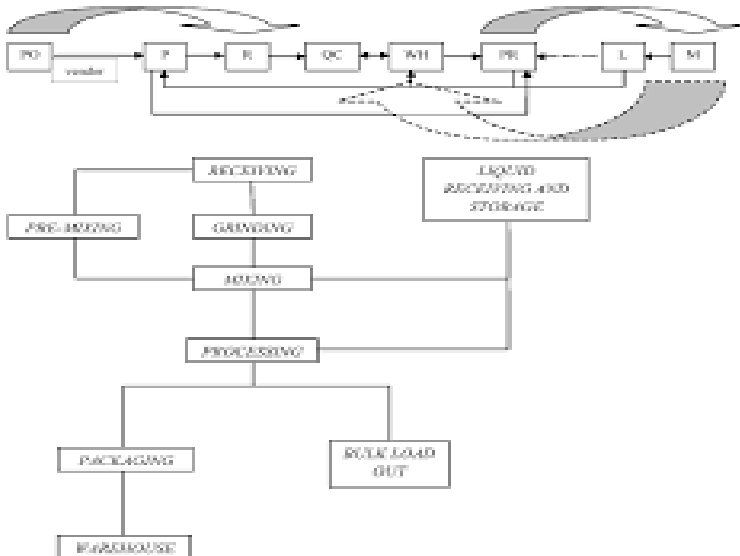 PO
vendor
P
R
QC
WH
PR
L
M
RECEIVING
LIQUID
RECEIVING AND
STORAGE
PRE-MIXING
GRINDING
MIXING
PROCESSING
PACKAGING
BULK LOAD
OUT
WAREHOUSE